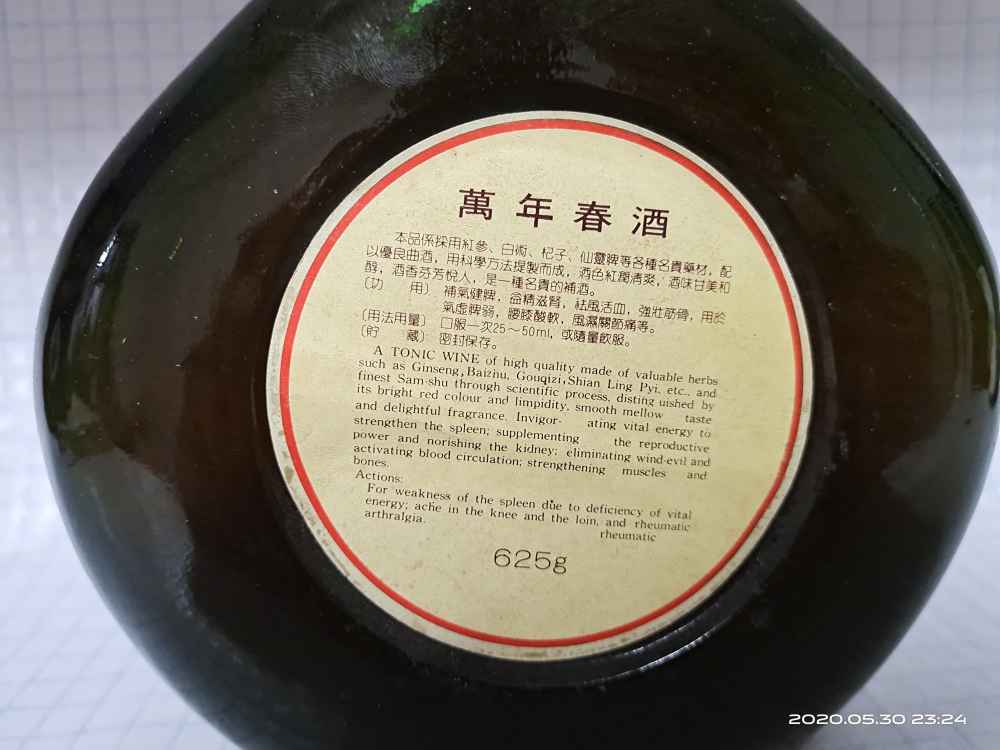 萬年春酒
本品係採用紅參、白術、杞子、仙靈脾等各種名貴藥材，配
以優良曲酒，用科學方法提製而成，酒色紅潤清爽，酒味甘美和
醇，酒香芬芳悅人，是一種名貴的補酒。
〔功　用〕補氣健脾，益精滋腎，祛風活血，強壯筋骨，用於
氣虛脾弱，腰膝酸軟，風濕關節痛等。
〔用法用量〕口服一次25～50ml，或隨量飲服。
〔貯　藏〕密封保存。
A TONIC WINE of high quality made of valuable herbs
such as Ginseng, Baizhu, Gouqizi, Shian Ling Pyi, etc., and
finest Sam-shu through scientific process, disting uished by
its bright red colour and limpidity, smooth mellow taste
and delightful fragrance. Invigor- ating vital energy to
strengthen the spleen; supplementing the reproductive
power and norishing the kidney; eliminating wind-evil and
activating blood circulation; strengthening muscles and
bones.
Actions:
For weakness of the spleen due to deficiency of vital
energy; ache in the knee and the loin, and rheumatic
arthralgia. rheumatic
625g
2020.05.30 23:24